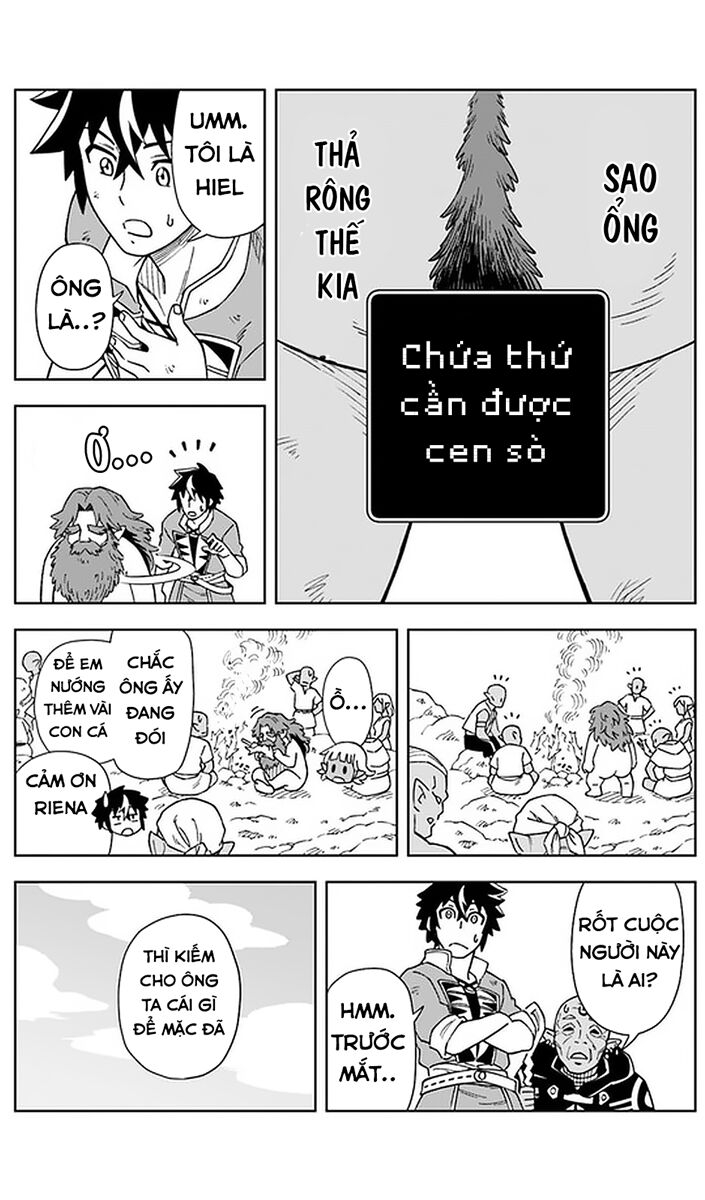 SAO
ỔNG
THẢ
RÔNG
THẾ
KIA
Chứa thứ
cần được
cen sò
UMM.
TÔI LÀ
HIEL
ÔNG
LÀ..?
Ơ...
Ồ...
CHẮC
ÔNG ẤY
ĐANG
ĐÓI
ĐỂ EM
NƯỚNG
THÊM VÀI
CON CÁ
CẢM ƠN
RIENA
RỐT CUỘC
NGƯỜI NÀY
LÀ AI?
HMM.
TRƯỚC
MẮT..
THÌ KIẾM
CHO ÔNG
TA CÁI GÌ
ĐỂ MẶC ĐÃ